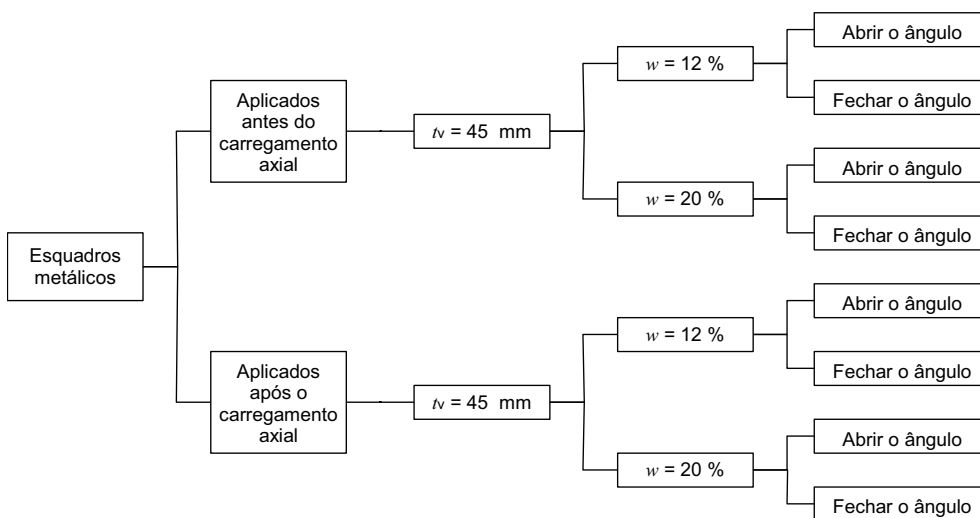 Esquadros
metálicos
Aplicados
antes do
carregamento
axial
tv = 45 mm
w = 12 %
Abrir o ângulo
Fechar o ângulo
w = 20 %
Abrir o ângulo
Fechar o ângulo
Aplicados
após o
carregamento
axial
tv = 45 mm
w = 12 %
Abrir o ângulo
Fechar o ângulo
w = 20 %
Abrir o ângulo
Fechar o ângulo